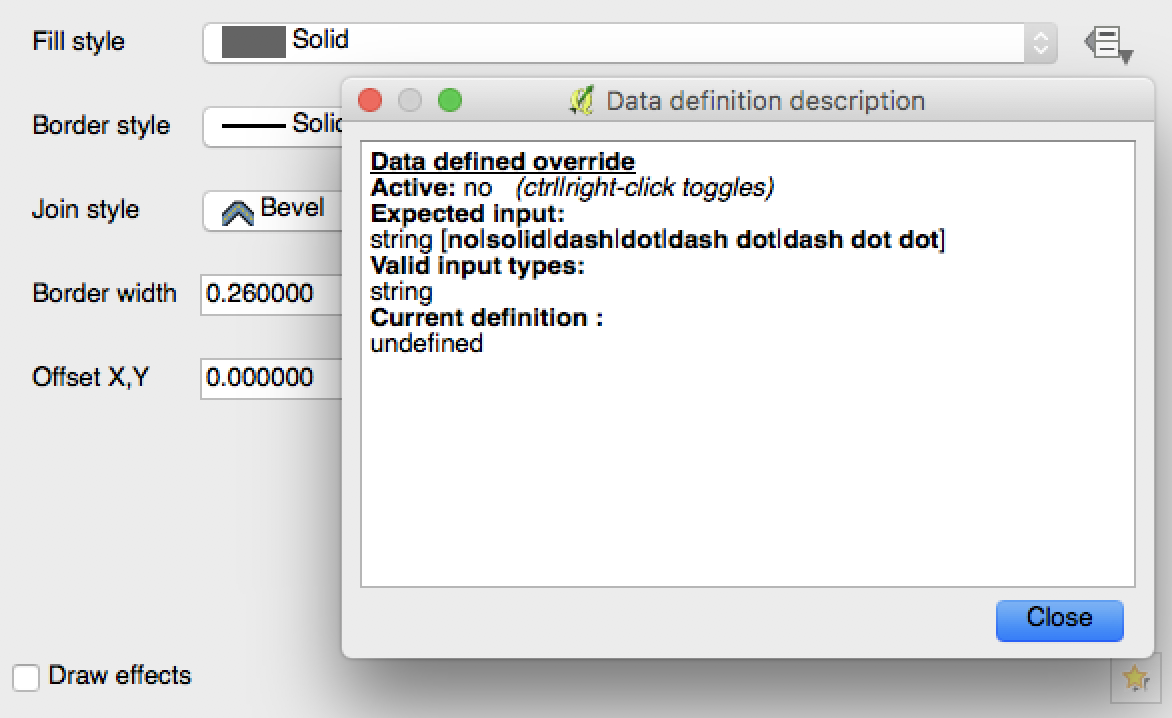 Fill style
Solid
Data definition description
Border style
Solid
Data defined override
Active: no (ctrl|right-click toggles)
Expected input:
string [no|solid|dash|dot|dash dot|dash dot dot]
Valid input types:
string
Current definition :
undefined
Join style
Bevel
Border width
0.260000
Offset X,Y
0.000000
Close
Draw effects